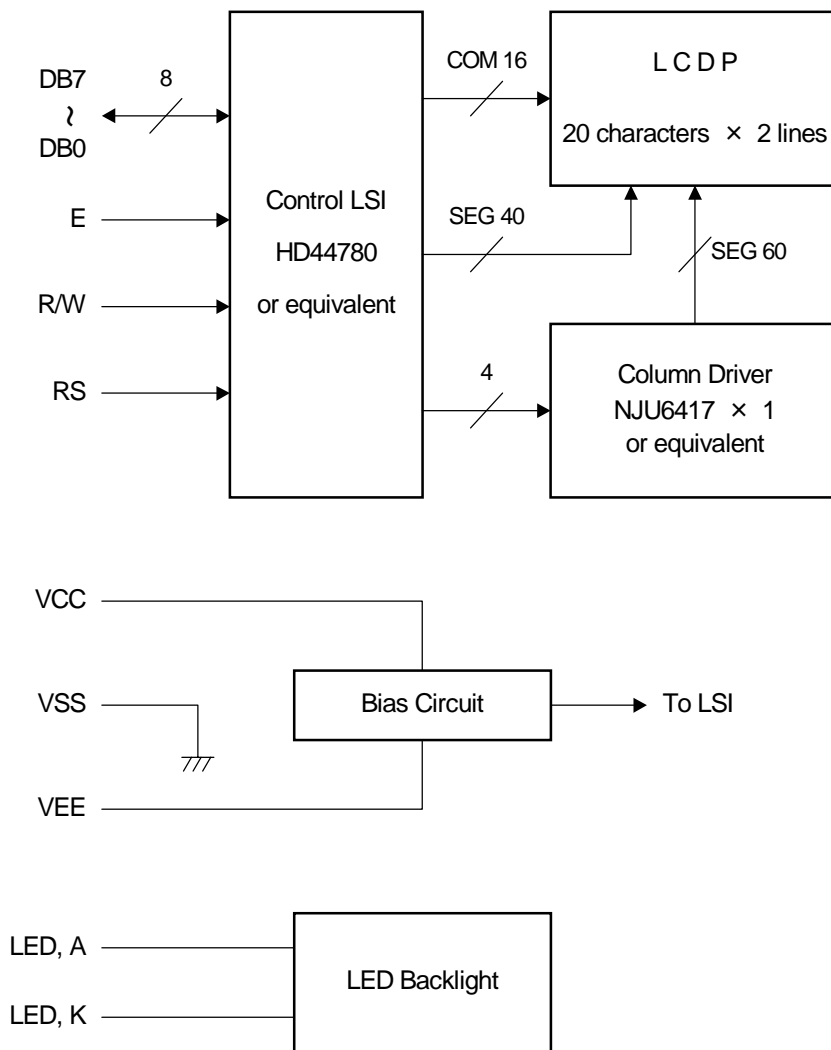 DB7
~
DB0
8
E
R/W
RS
Control LSI
HD44780
or equivalent
COM 16
SEG 40
4
L C D P
20 characters × 2 lines
SEG 60
Column Driver
NJU6417 × 1
or equivalent
VCC
VSS
VEE
Bias Circuit
To LSI
LED, A
LED, K
LED Backlight